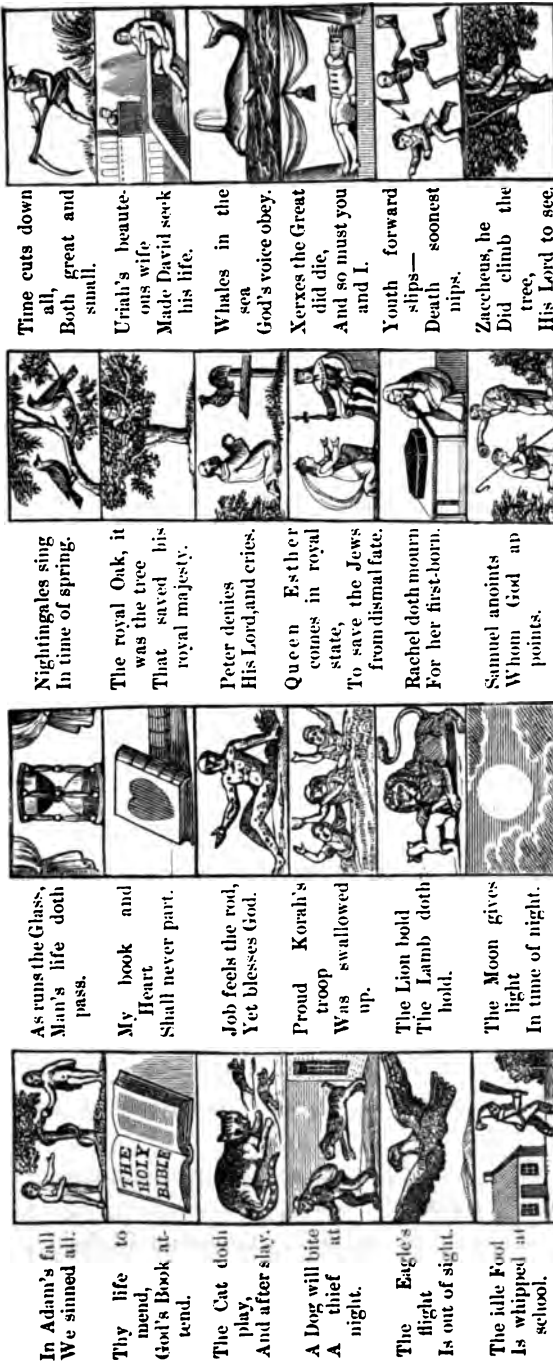 In Adam's fall
We sinned all.
Thy life to
mend,
God's Book at-
tend.
THE
HOLY
BIBLE
The Cat doth
play,
And after slay.
A Dog will bite
A thief at
night.
The Eagle's
flight
Is out of sight.
The idle Fool
Is whipped at
school.
As runs the Glass,
Man's life doth
pass.
My book and
Heart
Shall never part.
Job feels the rod,
Yet blesses God.
Proud Korah's
troop
Was swallowed
up.
The Lion bold
The Lamb doth
hold.
The Moon gives
light
In time of night.
Nightingales sing
In time of spring.
The royal Oak, it
was the tree
That saved his
royal majesty.
Peter denies
His Lord, and cries.
Queen Esther
comes in royal
state,
To save the Jews
from dismal fate.
Rachel doth mourn
For her first-born.
Samuel anoints
Whom God ap
points.
Time cuts down
all,
Both great and
small.
Uriah's beaute-
ous wife
Made David seek
his life.
Whales in the
sea
God's voice obey.
Xerxes the Great
did die,
And so must you
and I.
Youth forward
slips—
Death soonest
nips.
Zaccheus, he
Did climb the
tree,
His Lord to see.